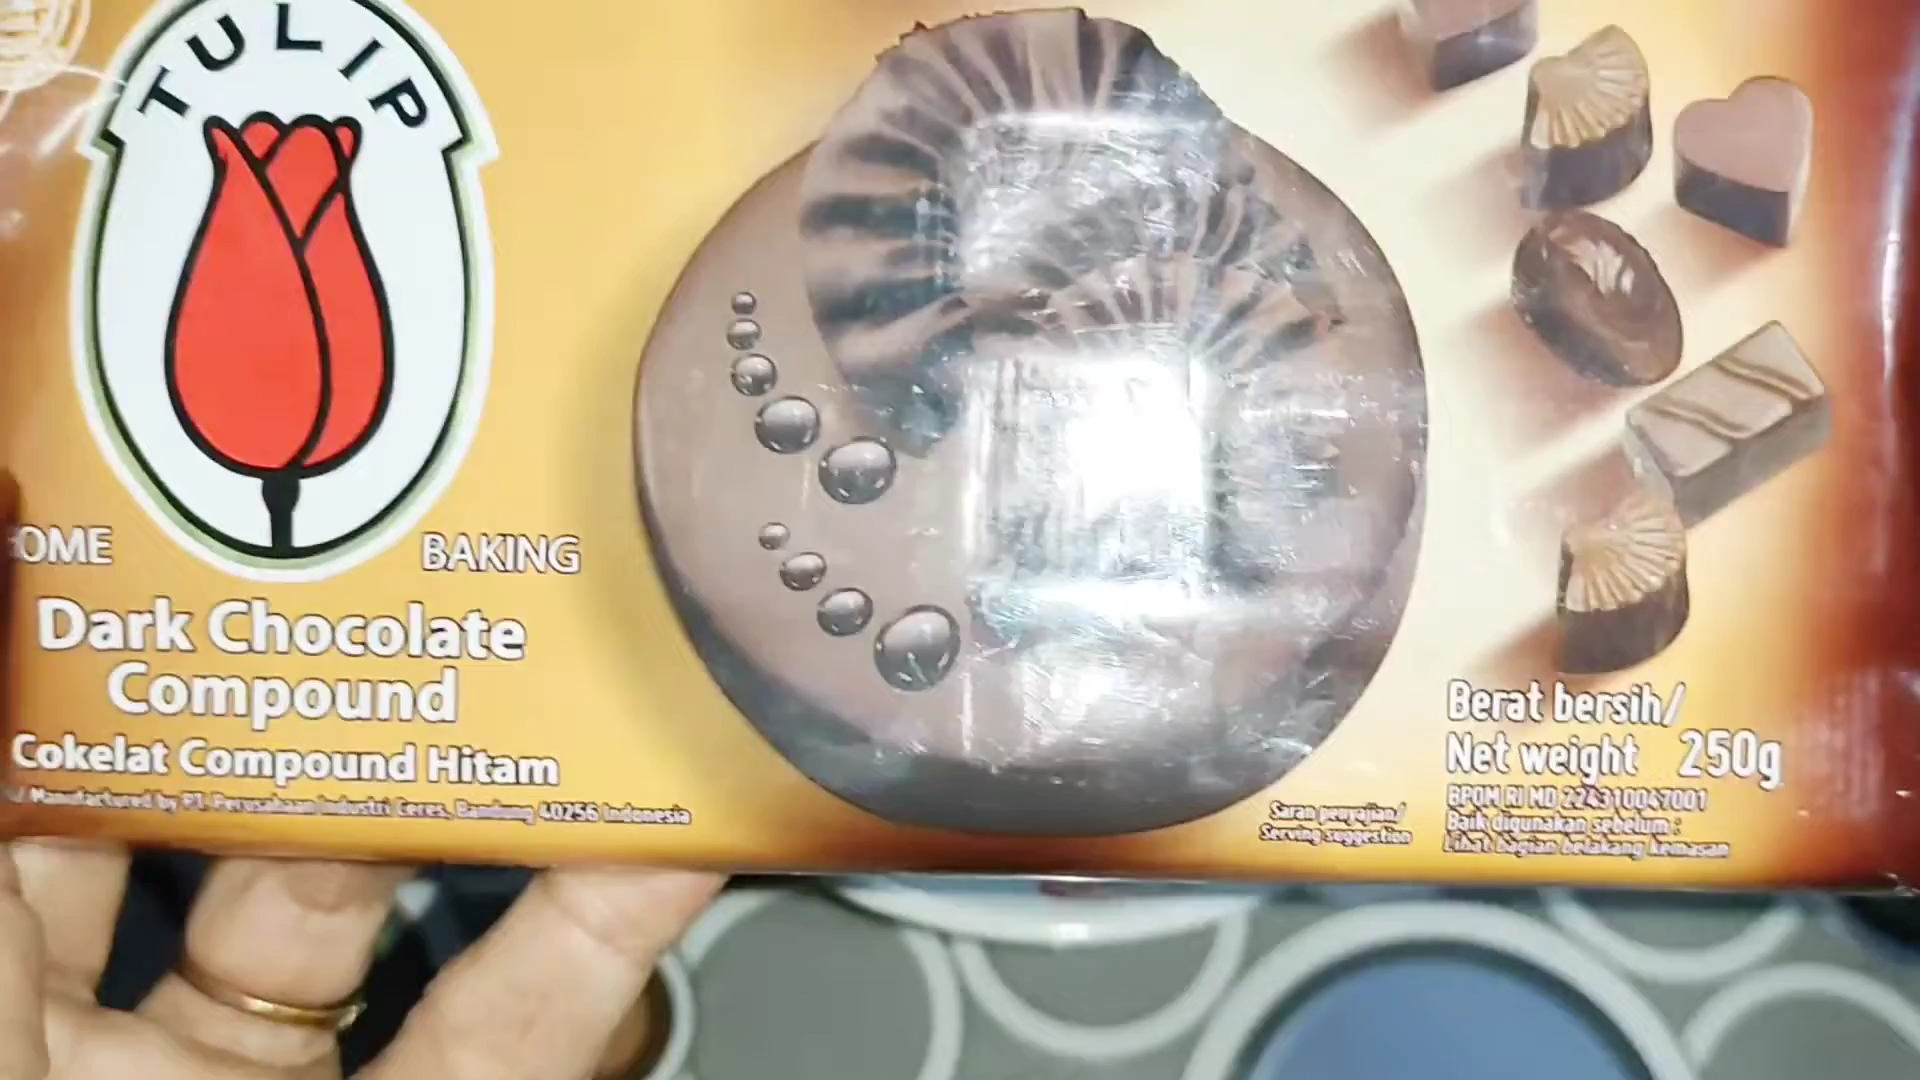 TULIP
OME BAKING
Dark Chocolate
Compound
Cokelat Compound Hitam
/ Manufactured by PT. Perusahaan Industri Ceres, Bandung 40256 Indonesia
Saran penyajian/
Serving suggestion
Berat bersih/
Net weight 250g
BPOM RI MD
Baik digunakan sebelum :
Lihat bagian belakang kemasan